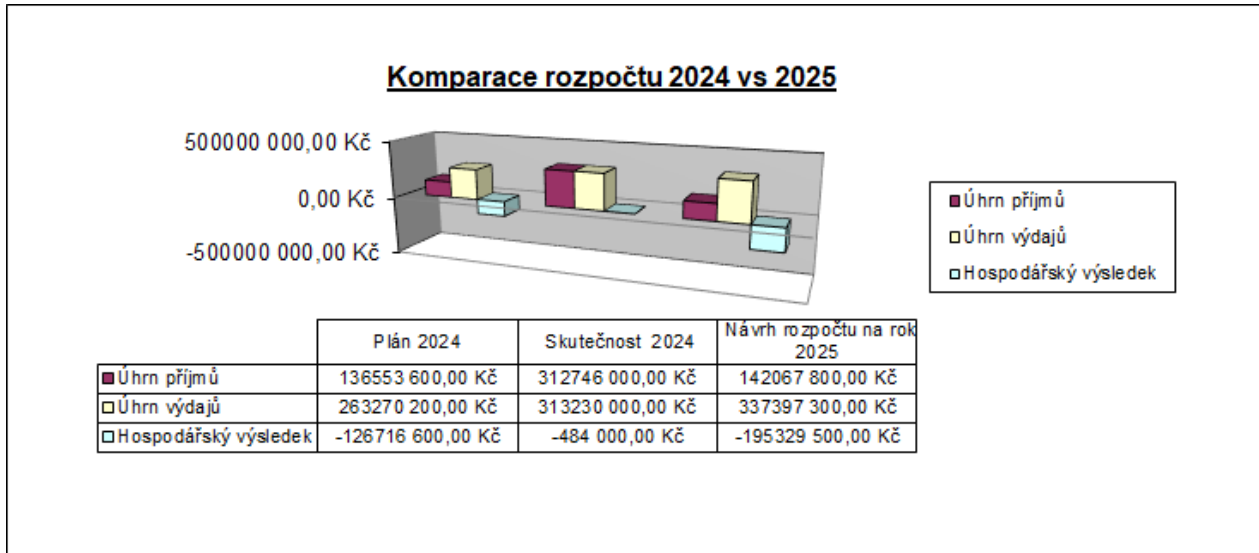 Komparace rozpočtu 2024 vs 2025
500000 000,00 Kč
0,00 Kč
-500000 000,00 Kč
Úhrn příjmů
Úhrn výdajů
Hospodářský výsledek
Plán 2024 Skutečnost 2024 Návrh rozpočtu na rok 2025
Úhrn příjmů 136553 600,00 Kč 312746 000,00 Kč 142067 800,00 Kč
Úhrn výdajů 263270 200,00 Kč 313230 000,00 Kč 337397 300,00 Kč
Hospodářský výsledek -126716 600,00 Kč -484 000,00 Kč -195329 500,00 Kč